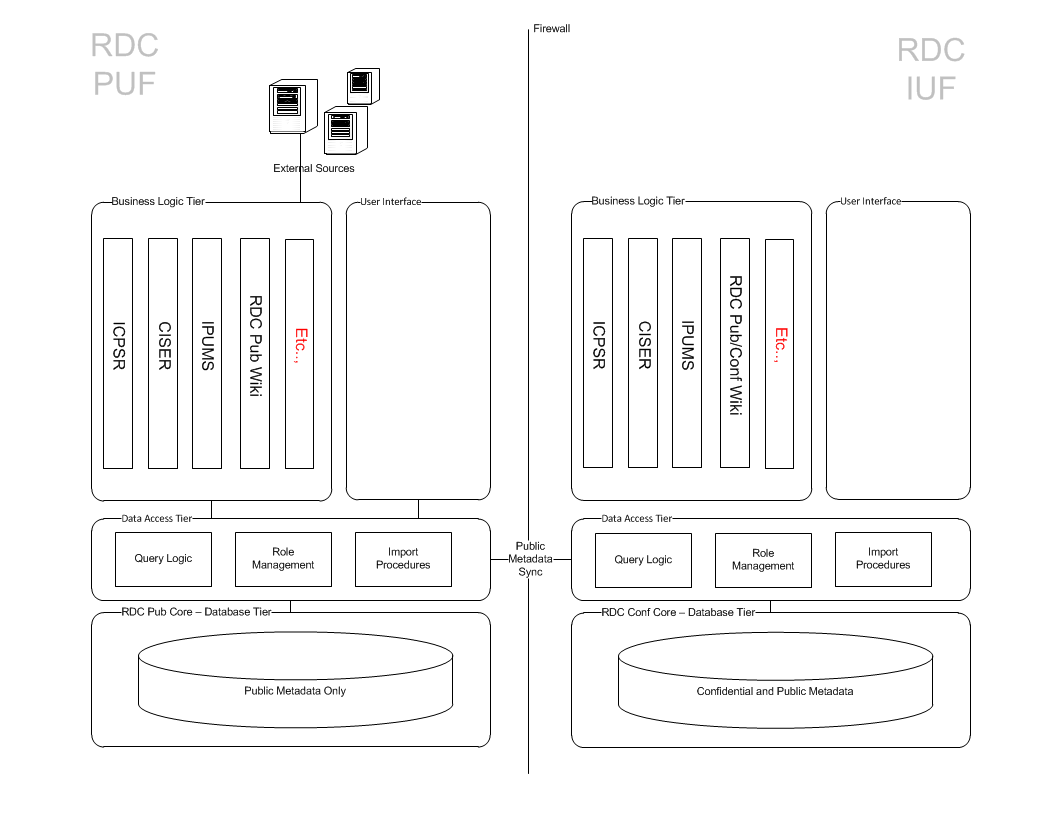 Firewall
RDC
PUF
RDC
IUF
External Sources
Business Logic Tier
User Interface
ICPSR
CISER
IPUMS
RDC Pub Wiki
Etc..,
Data Access Tier
Query Logic
Role
Management
Import
Procedures
RDC Pub Core – Database Tier
Public Metadata Only
Public
Metadata
Sync
Business Logic Tier
User Interface
ICPSR
CISER
IPUMS
RDC Pub/Conf Wiki
Etc..,
Data Access Tier
Query Logic
Role
Management
Import
Procedures
RDC Conf Core – Database Tier
Confidential and Public Metadata